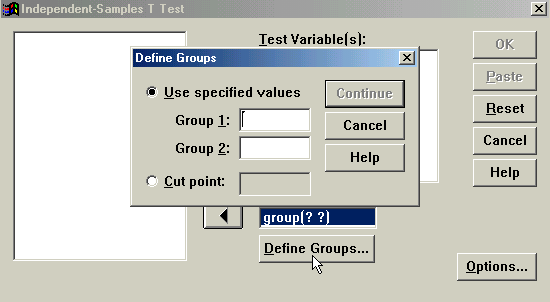 Independent-Samples T Test
Test Variable(s):
OK
Paste
Reset
Cancel
Help
Define Groups
Use specified values
Group 1:
Group 2:
Cut point:
Continue
Cancel
Help
group(? ?)
Define Groups...
Options...